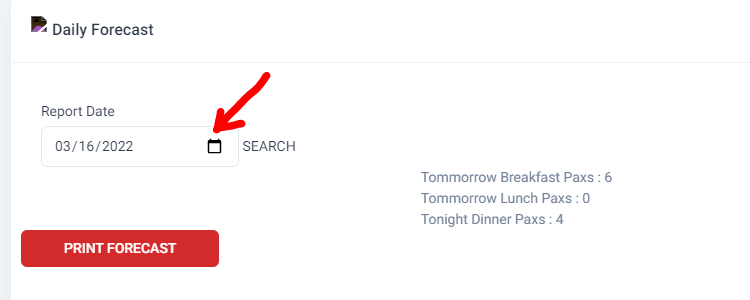 Daily Forecast
Report Date
03/16/2022
SEARCH
Tommorrow Breakfast Paxs : 6
Tommorrow Lunch Paxs : 0
Tonight Dinner Paxs : 4
PRINT FORECAST